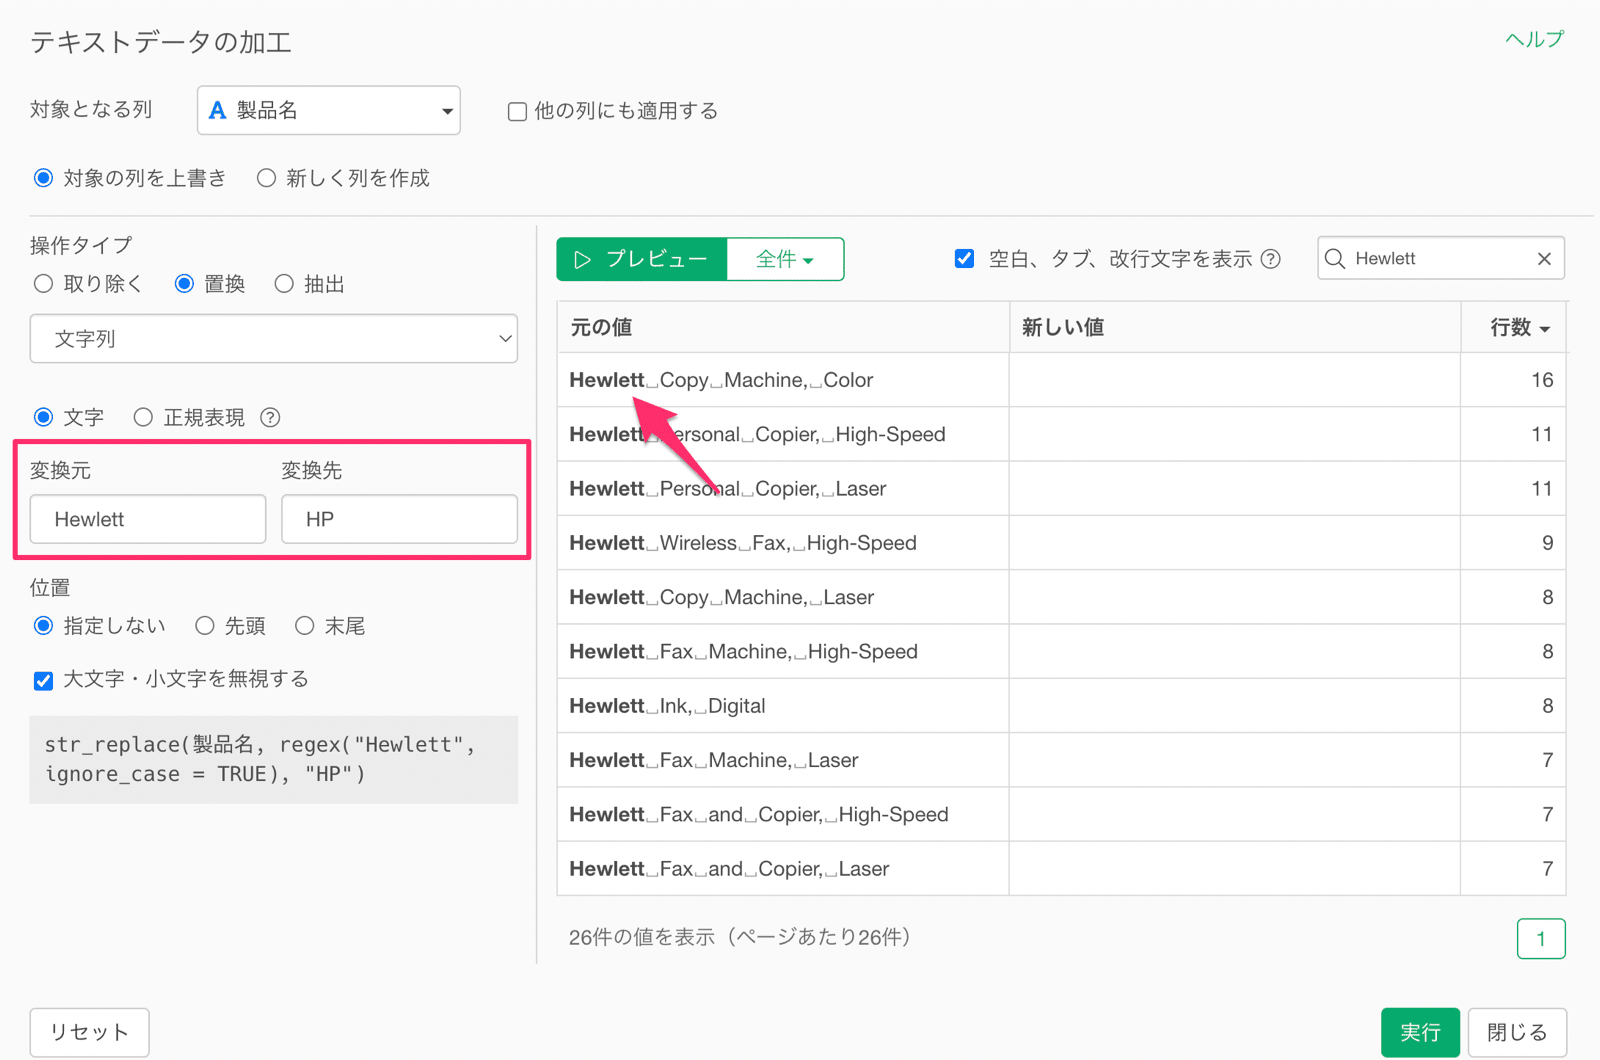 テキストデータの加工
ヘルプ
対象となる列
A 製品名
他の列にも適用する
対象の列を上書き
新しく列を作成
操作タイプ
取り除く
置換
抽出
文字列
文字
正規表現
変換元
変換先
Hewlett
HP
位置
指定しない
先頭
末尾
大文字・小文字を無視する
str_replace(製品名, regex("Hewlett",
ignore_case = TRUE), "HP")
プレビュー
全件
空白、タブ、改行文字を表示
Hewlett
元の値 新しい値 行数
Hewlett␣Copy␣Machine,␣Color 16
Hewlett␣Personal␣Copier,␣High-Speed 11
Hewlett␣Personal␣Copier,␣Laser 11
Hewlett␣Wireless␣Fax,␣High-Speed 9
Hewlett␣Copy␣Machine,␣Laser 8
Hewlett␣Fax␣Machine,␣High-Speed 8
Hewlett␣Ink,␣Digital 8
Hewlett␣Fax␣Machine,␣Laser 7
Hewlett␣Fax␣and␣Copier,␣High-Speed 7
Hewlett␣Fax␣and␣Copier,␣Laser 7
26件の値を表示（ページあたり26件）
1
リセット
実行
閉じる